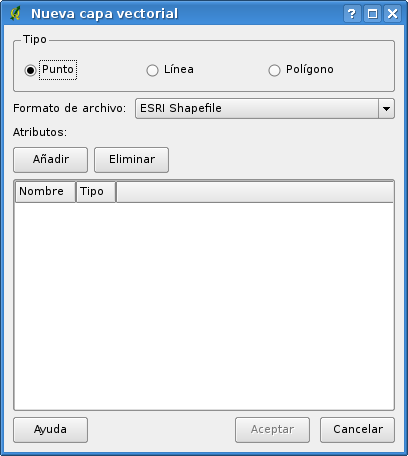 Nueva capa vectorial
Tipo
Punto Línea Polígono
Formato de archivo: ESRI Shapefile
Atributos:
Añadir Eliminar
Nombre Tipo
Ayuda Aceptar Cancelar